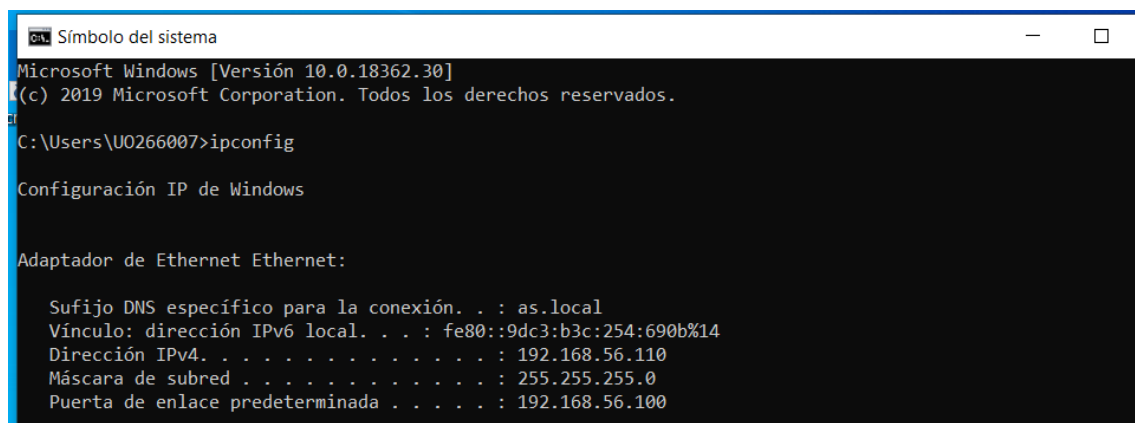 Símbolo del sistema
Microsoft Windows [Versión 10.0.18362.30]
(c) 2019 Microsoft Corporation. Todos los derechos reservados.
C:\Users\UO266007>ipconfig
Configuración IP de Windows
Adaptador de Ethernet Ethernet:
Sufijo DNS específico para la conexión. . : as.local
Vínculo: dirección IPv6 local. . . : fe80::9dc3:b3c:254:690b%14
Dirección IPv4. . . . . . . . . . . . . . : 192.168.56.110
Máscara de subred . . . . . . . . . . . . : 255.255.255.0
Puerta de enlace predeterminada . . . . . : 192.168.56.100